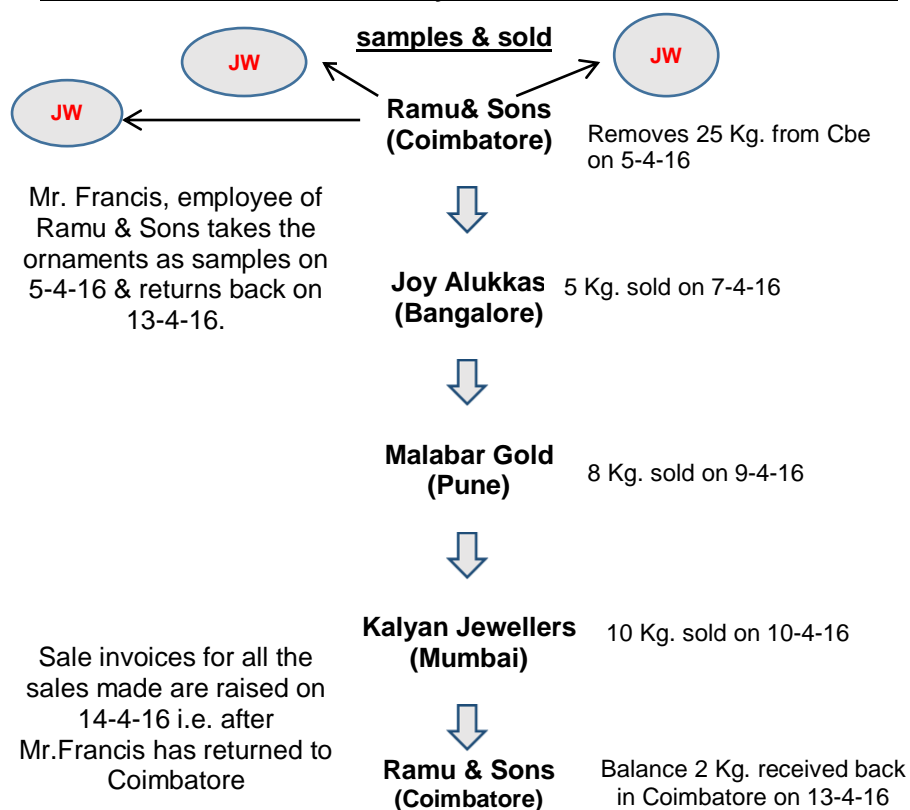 samples & sold
JW
JW
JW
Ramu& Sons
(Coimbatore)
Removes 25 Kg. from Cbe
on 5-4-16
Mr. Francis, employee of
Ramu & Sons takes the
ornaments as samples on
5-4-16 & returns back on
13-4-16.
Joy Alukkas
(Bangalore)
5 Kg. sold on 7-4-16
Malabar Gold
(Pune)
8 Kg. sold on 9-4-16
Kalyan Jewellers
(Mumbai)
10 Kg. sold on 10-4-16
Sale invoices for all the
sales made are raised on
14-4-16 i.e. after
Mr.Francis has returned to
Coimbatore
Ramu & Sons
(Coimbatore)
Balance 2 Kg. received back
in Coimbatore on 13-4-16